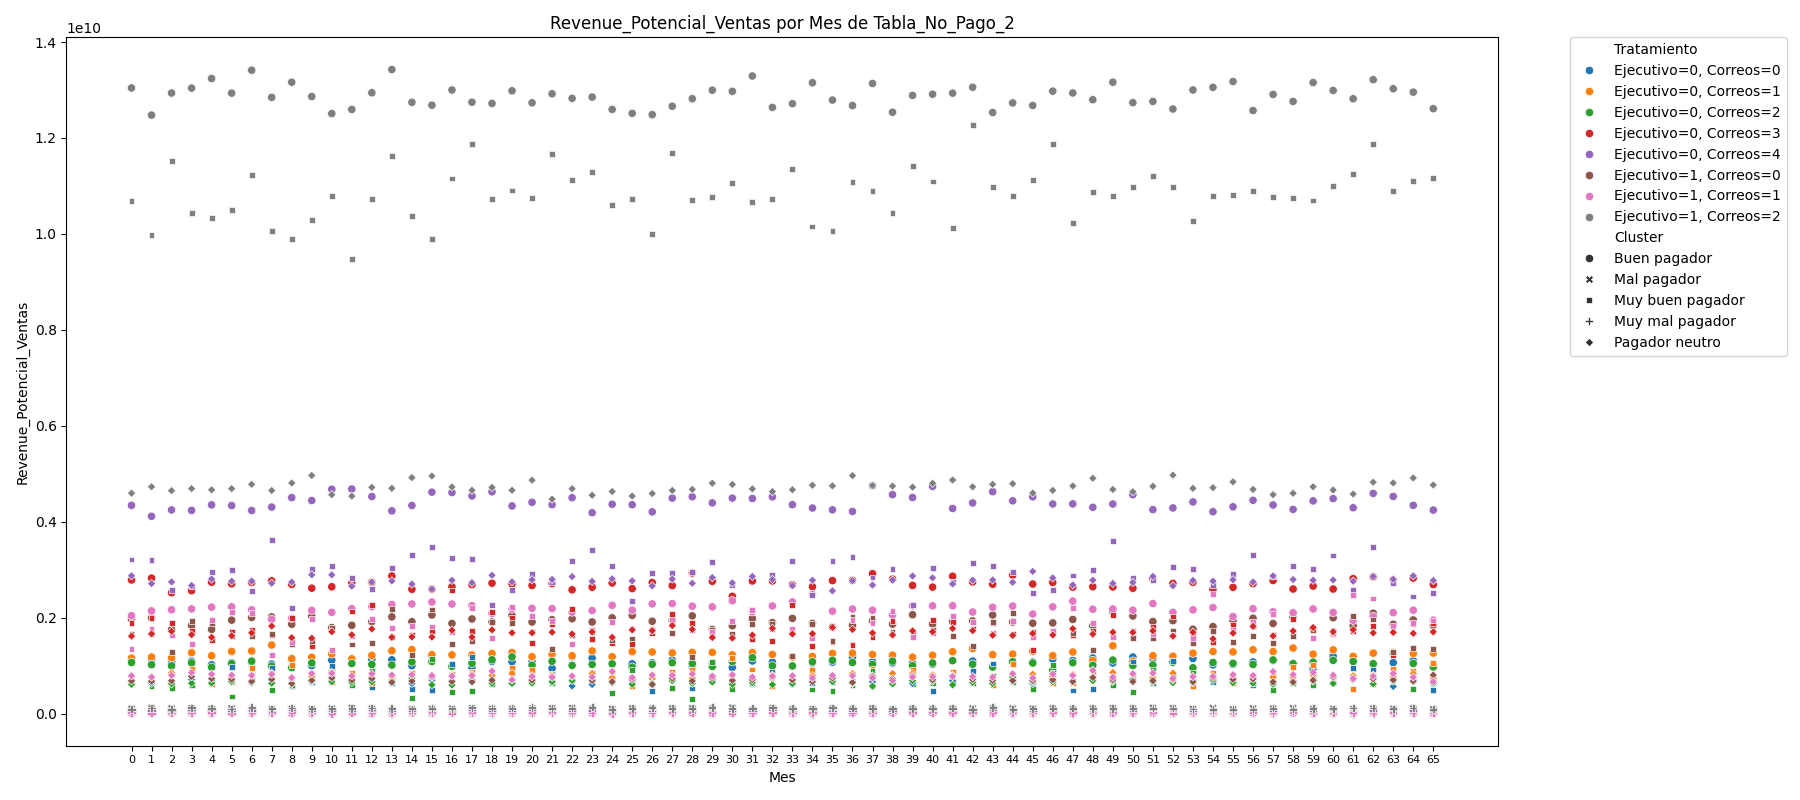 Revenue_Potencial_Ventas por Mes de Tabla_No_Pago_2
1e10
1.4
1.2
1.0
0.8
0.6
0.4
0.2
0.0
Revenue_Potencial_Ventas
0 1 2 3 4 5 6 7 8 9 10 11 12 13 14 15 16 17 18 19 20 21 22 23 24 25 26 27 28 29 30 31 32 33 34 35 36 37 38 39 40 41 42 43 44 45 46 47 48 49 50 51 52 53 54 55 56 57 58 59 60 61 62 63 64 65
Mes
Tratamiento
Ejecutivo=0, Correos=0
Ejecutivo=0, Correos=1
Ejecutivo=0, Correos=2
Ejecutivo=0, Correos=3
Ejecutivo=0, Correos=4
Ejecutivo=1, Correos=0
Ejecutivo=1, Correos=1
Ejecutivo=1, Correos=2
Cluster
Buen pagador
Mal pagador
Muy buen pagador
Muy mal pagador
Pagador neutro